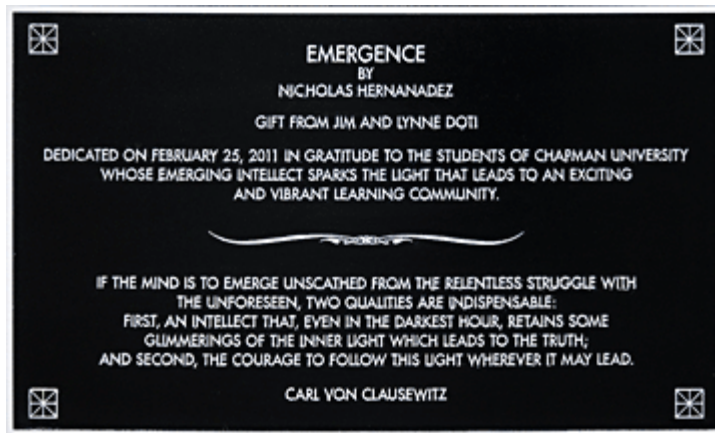 EMERGENCE
BY
NICHOLAS HERNANADEZ
GIFT FROM JIM AND LYNNE DOTI
DEDICATED ON FEBRUARY 25, 2011 IN GRATITUDE TO THE STUDENTS OF CHAPMAN UNIVERSITY
WHOSE EMERGING INTELLECT SPARKS THE LIGHT THAT LEADS TO AN EXCITING
AND VIBRANT LEARNING COMMUNITY.
IF THE MIND IS TO EMERGE UNSCATHED FROM THE RELENTLESS STRUGGLE WITH
THE UNFORESEEN, TWO QUALITIES ARE INDISPENSABLE:
FIRST, AN INTELLECT THAT, EVEN IN THE DARKEST HOUR, RETAINS SOME
GLIMMERINGS OF THE INNER LIGHT WHICH LEADS TO THE TRUTH;
AND SECOND, THE COURAGE TO FOLLOW THIS LIGHT WHEREVER IT MAY LEAD.
CARL VON CLAUSEWITZ